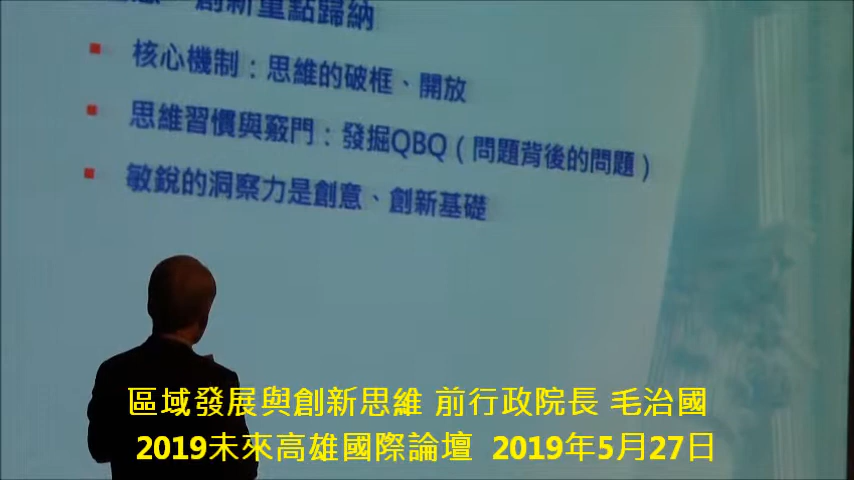 創新重點歸納
核心機制：思維的破框、開放
思維習慣與竅門：發掘QBQ（問題背後的問題）
敏銳的洞察力是創意、創新基礎
區域發展與創新思維 前行政院長 毛治國
2019未來高雄國際論壇 2019年5月27日